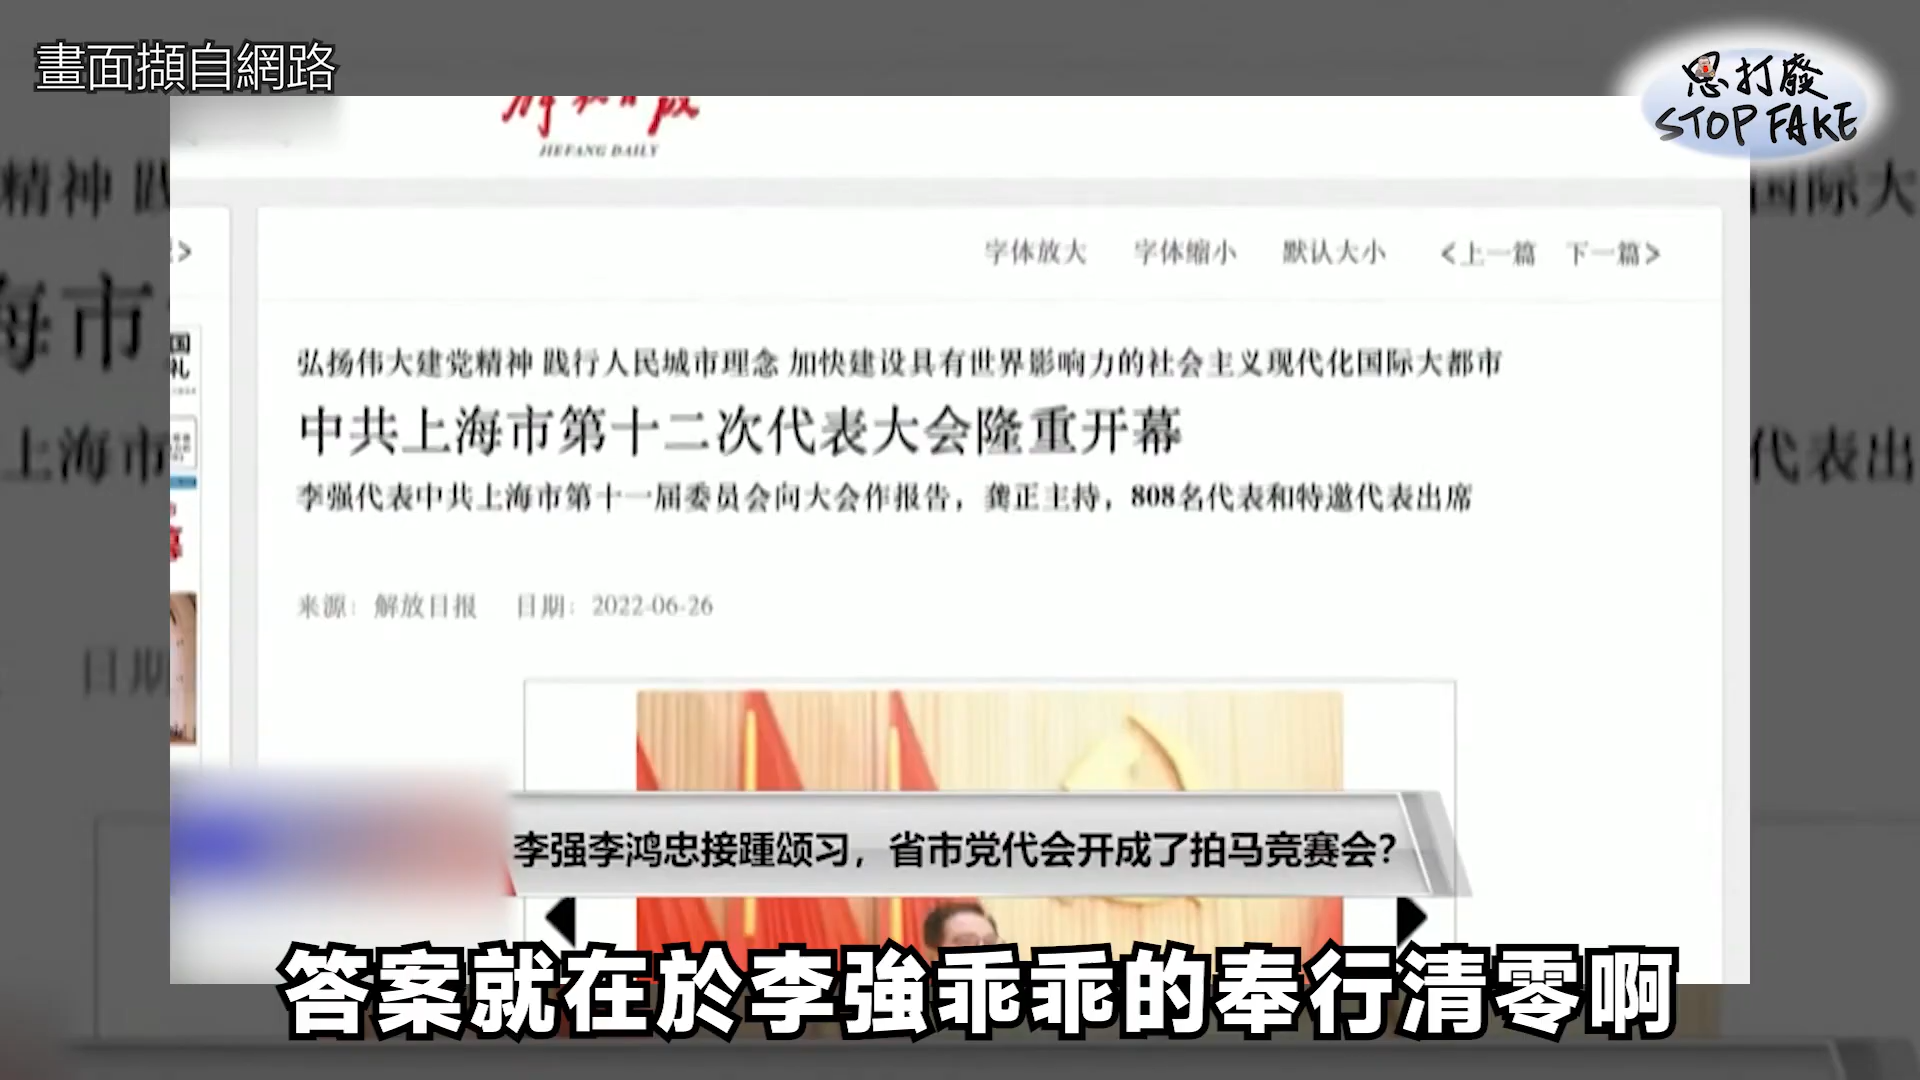 畫面擷自網路
思打發
STOP FAKE
JIEFANG DAILY
字体放大 字体缩小 默认大小 <上一篇 下一篇>
弘扬伟大建党精神 践行人民城市理念 加快建设具有世界影响力的社会主义现代化国际大都市
中共上海市第十二次代表大会隆重开幕
李强代表中共上海市第十一届委员会向大会作报告，龚正主持，808名代表和特邀代表出席
来源：解放日报 日期：2022-06-26
李强李鸿忠接踵颂习，省市党代会开成了拍马竞赛会？
答案就在於李強乖乖的奉行清零啊